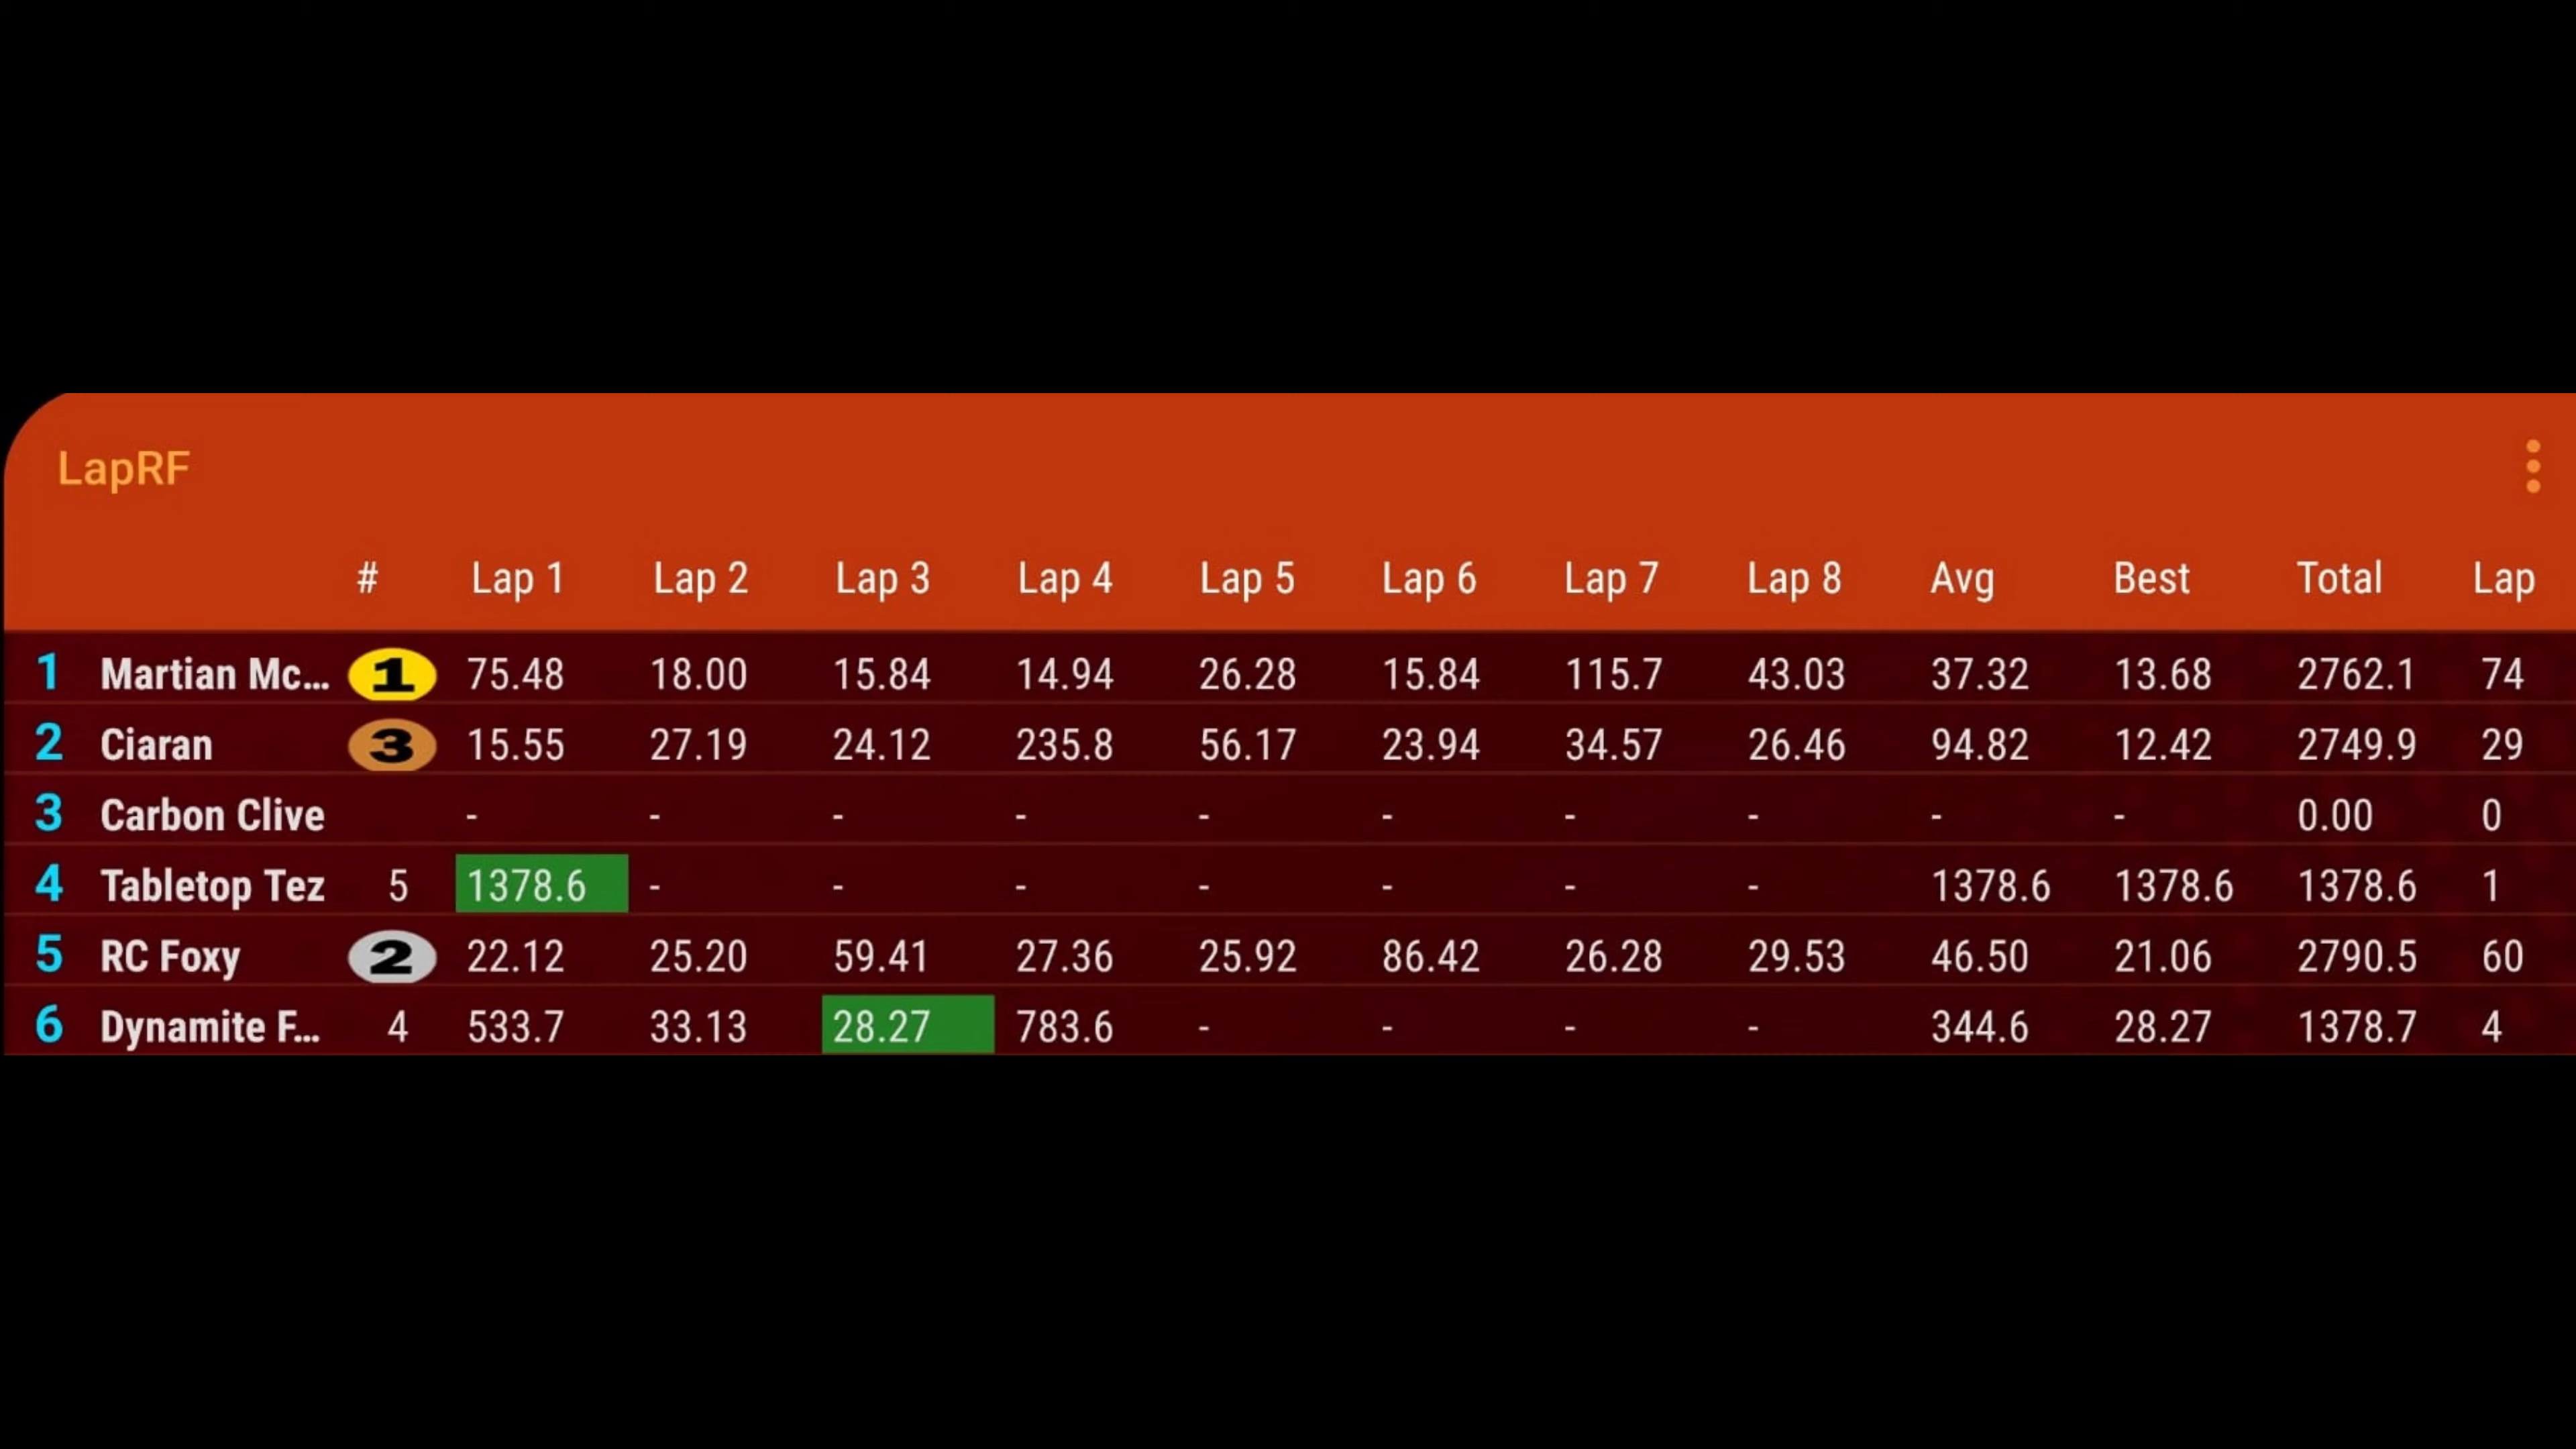 LapRF
# Lap 1 Lap 2 Lap 3 Lap 4 Lap 5 Lap 6 Lap 7 Lap 8 Avg Best Total Lap
1 Martian Mc... 1 75.48 18.00 15.84 14.94 26.28 15.84 115.7 43.03 37.32 13.68 2762.1 74
2 Ciaran 3 15.55 27.19 24.12 235.8 56.17 23.94 34.57 26.46 94.82 12.42 2749.9 29
3 Carbon Clive - - - - - - - - - - 0.00 0
4 Tabletop Tez 5 1378.6 - - - - - - - 1378.6 1378.6 1378.6 1
5 RC Foxy 2 22.12 25.20 59.41 27.36 25.92 86.42 26.28 29.53 46.50 21.06 2790.5 60
6 Dynamite F... 4 533.7 33.13 28.27 783.6 - - - - 344.6 28.27 1378.7 4